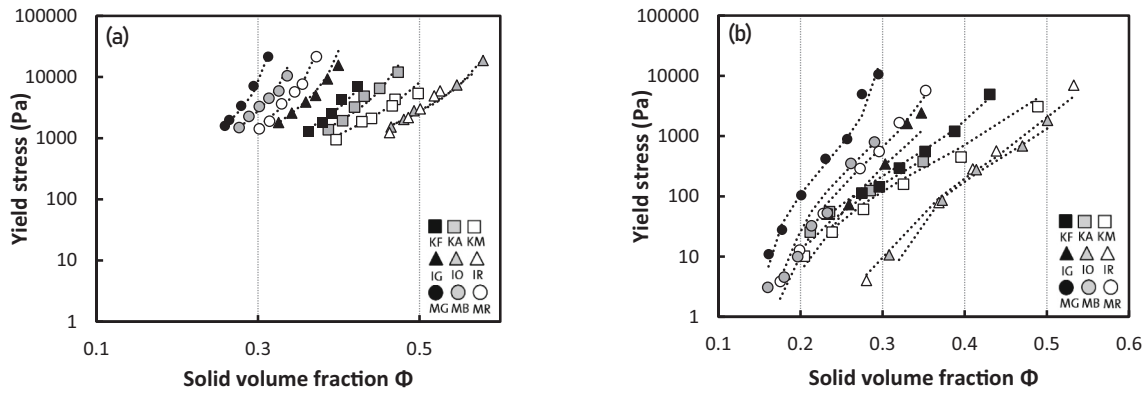 (a)
Yield stress (Pa)
100000
10000
1000
100
10
1
KF KA KM
IG IO IR
MG MB MR
0.1 0.3 0.5
Solid volume fraction Φ
(b)
Yield stress (Pa)
100000
10000
1000
100
10
1
KF KA KM
IG IO IR
MG MB MR
0.1 0.2 0.3 0.4 0.5 0.6
Solid volume fraction Φ